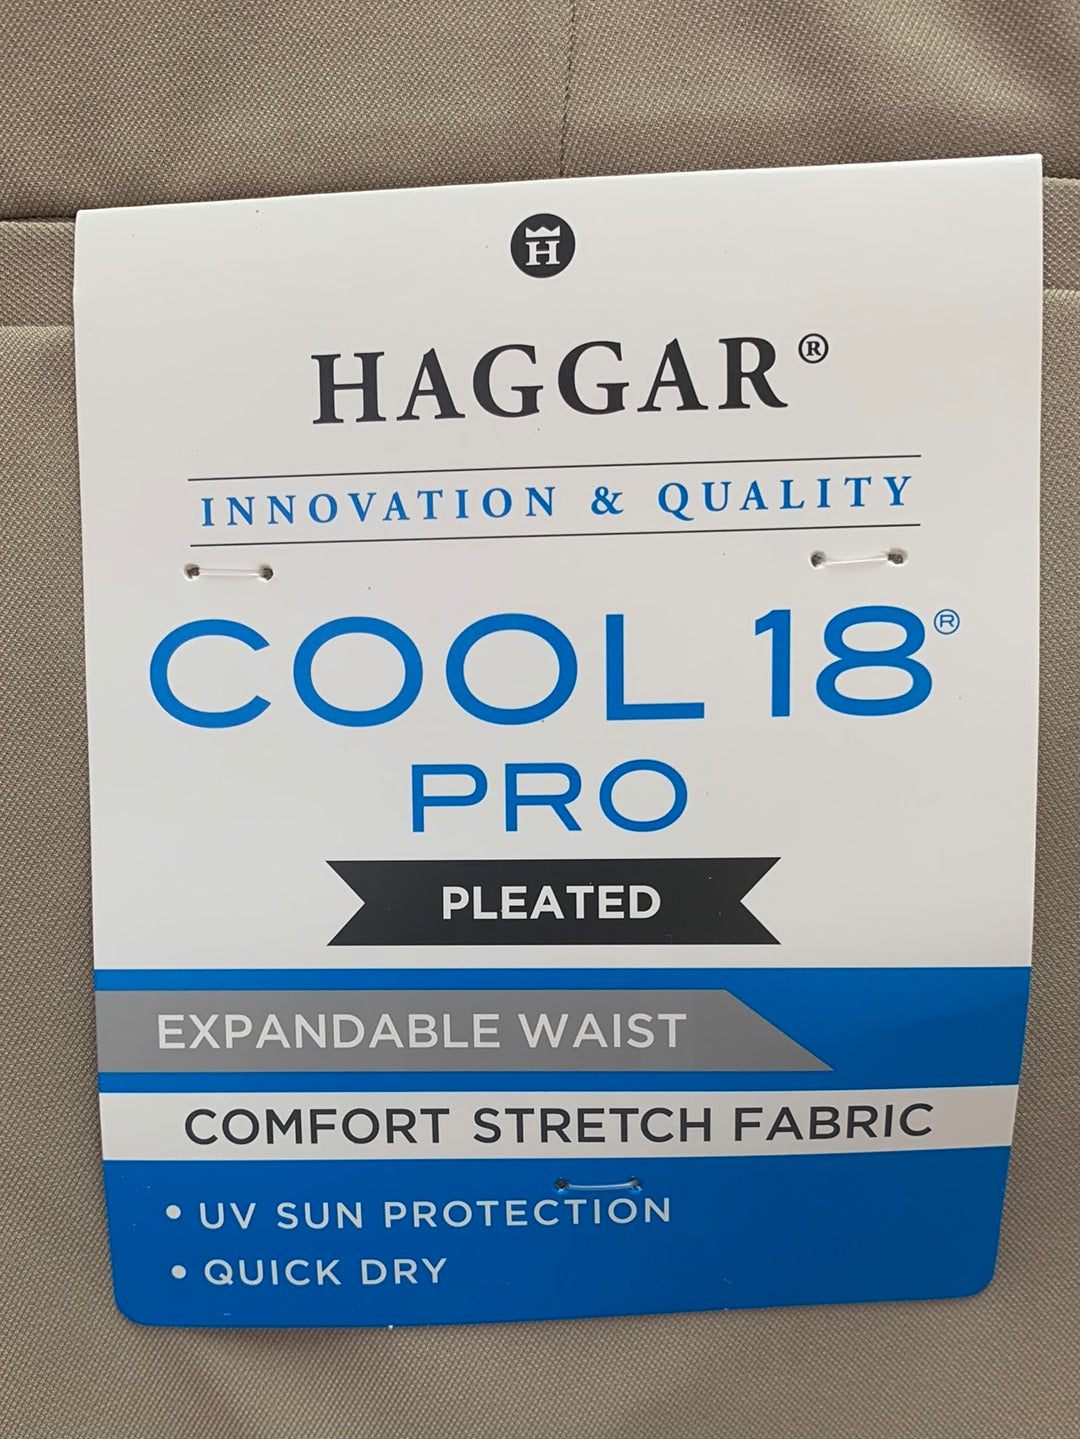 H
HAGGAR®
INNOVATION & QUALITY
COOL 18®
PRO
PLEATED
EXPANDABLE WAIST
COMFORT STRETCH FABRIC
• UV SUN PROTECTION
• QUICK DRY